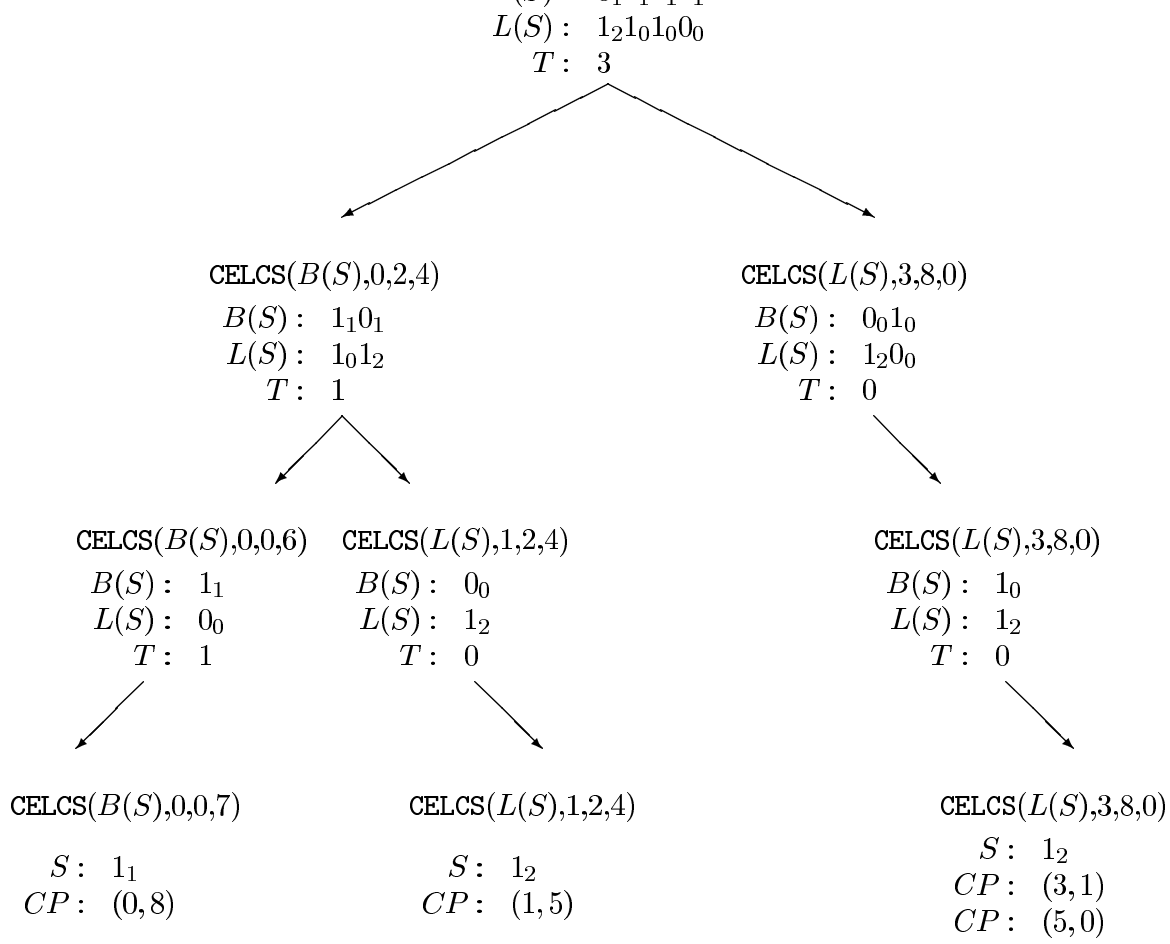 L(S) : 1₂1₀1₀0₀
T : 3
CELCS(B(S),0,2,4) CELCS(L(S),3,8,0)
B(S) : 1₁0₁ B(S) : 0₀1₀
L(S) : 1₀1₂ L(S) : 1₂0₀
T : 1 T : 0
CELCS(B(S),0,0,6) CELCS(L(S),1,2,4) CELCS(L(S),3,8,0)
B(S) : 1₁ B(S) : 0₀ B(S) : 1₀
L(S) : 0₀ L(S) : 1₂ L(S) : 1₂
T : 1 T : 0 T : 0
CELCS(B(S),0,0,7) CELCS(L(S),1,2,4) CELCS(L(S),3,8,0)
S : 1₁ S : 1₂ S : 1₂
CP : (0, 8) CP : (1, 5) CP : (3, 1)
CP : (5, 0)